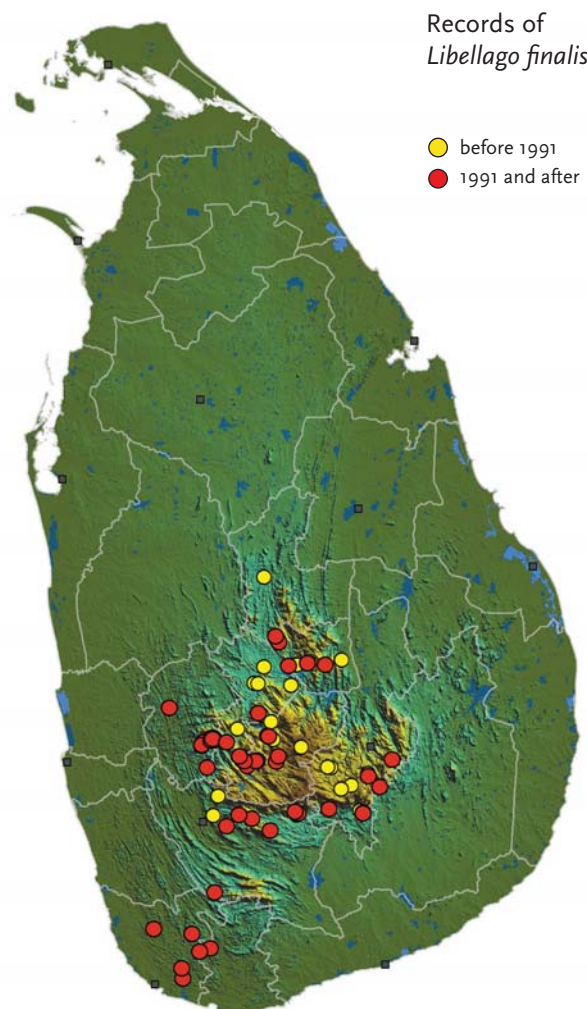 Records of
Libellago finalis
before 1991
1991 and after